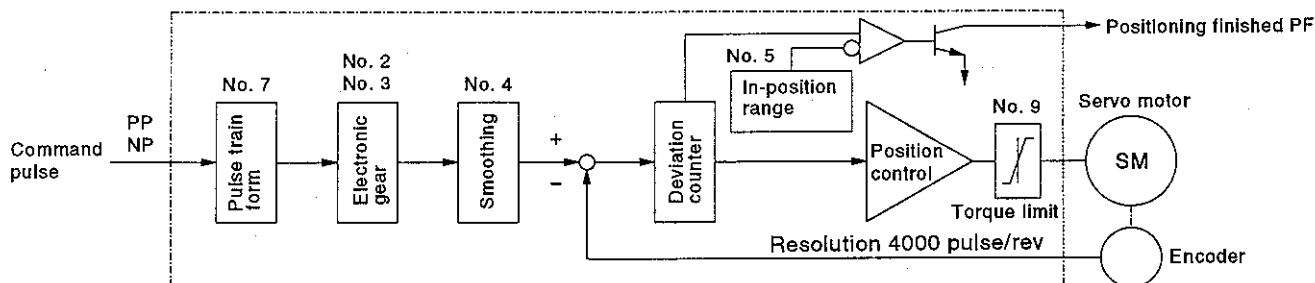 Positioning finished PF
No. 5
In-position
range
No. 2
No. 3
No. 7
No. 4
No. 9
Servo motor
PP
NP
Command
pulse
Pulse train
form
Electronic
gear
Smoothing
+
−
Deviation
counter
Position
control
SM
Torque limit
Resolution 4000 pulse/rev
Encoder